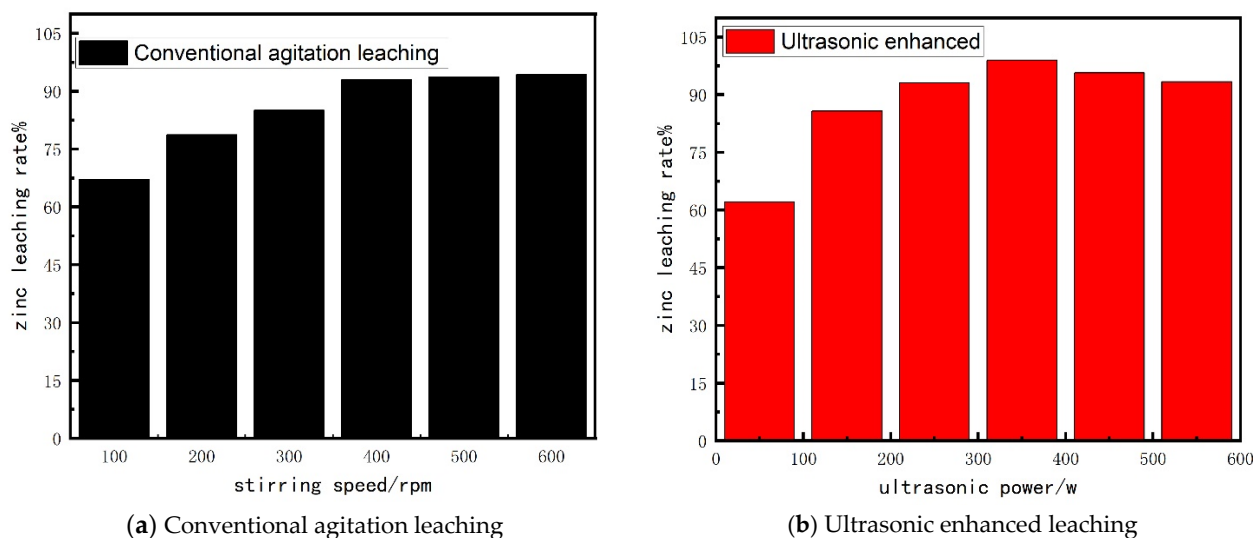 105
90
75
60
45
30
15
0
zinc leaching rate%
Conventional agitation leaching
100 200 300 400 500 600
stirring speed/rpm
(a) Conventional agitation leaching
105
90
75
60
45
30
15
0
zinc leaching rate%
Ultrasonic enhanced
0 100 200 300 400 500 600
ultrasonic power/w
(b) Ultrasonic enhanced leaching